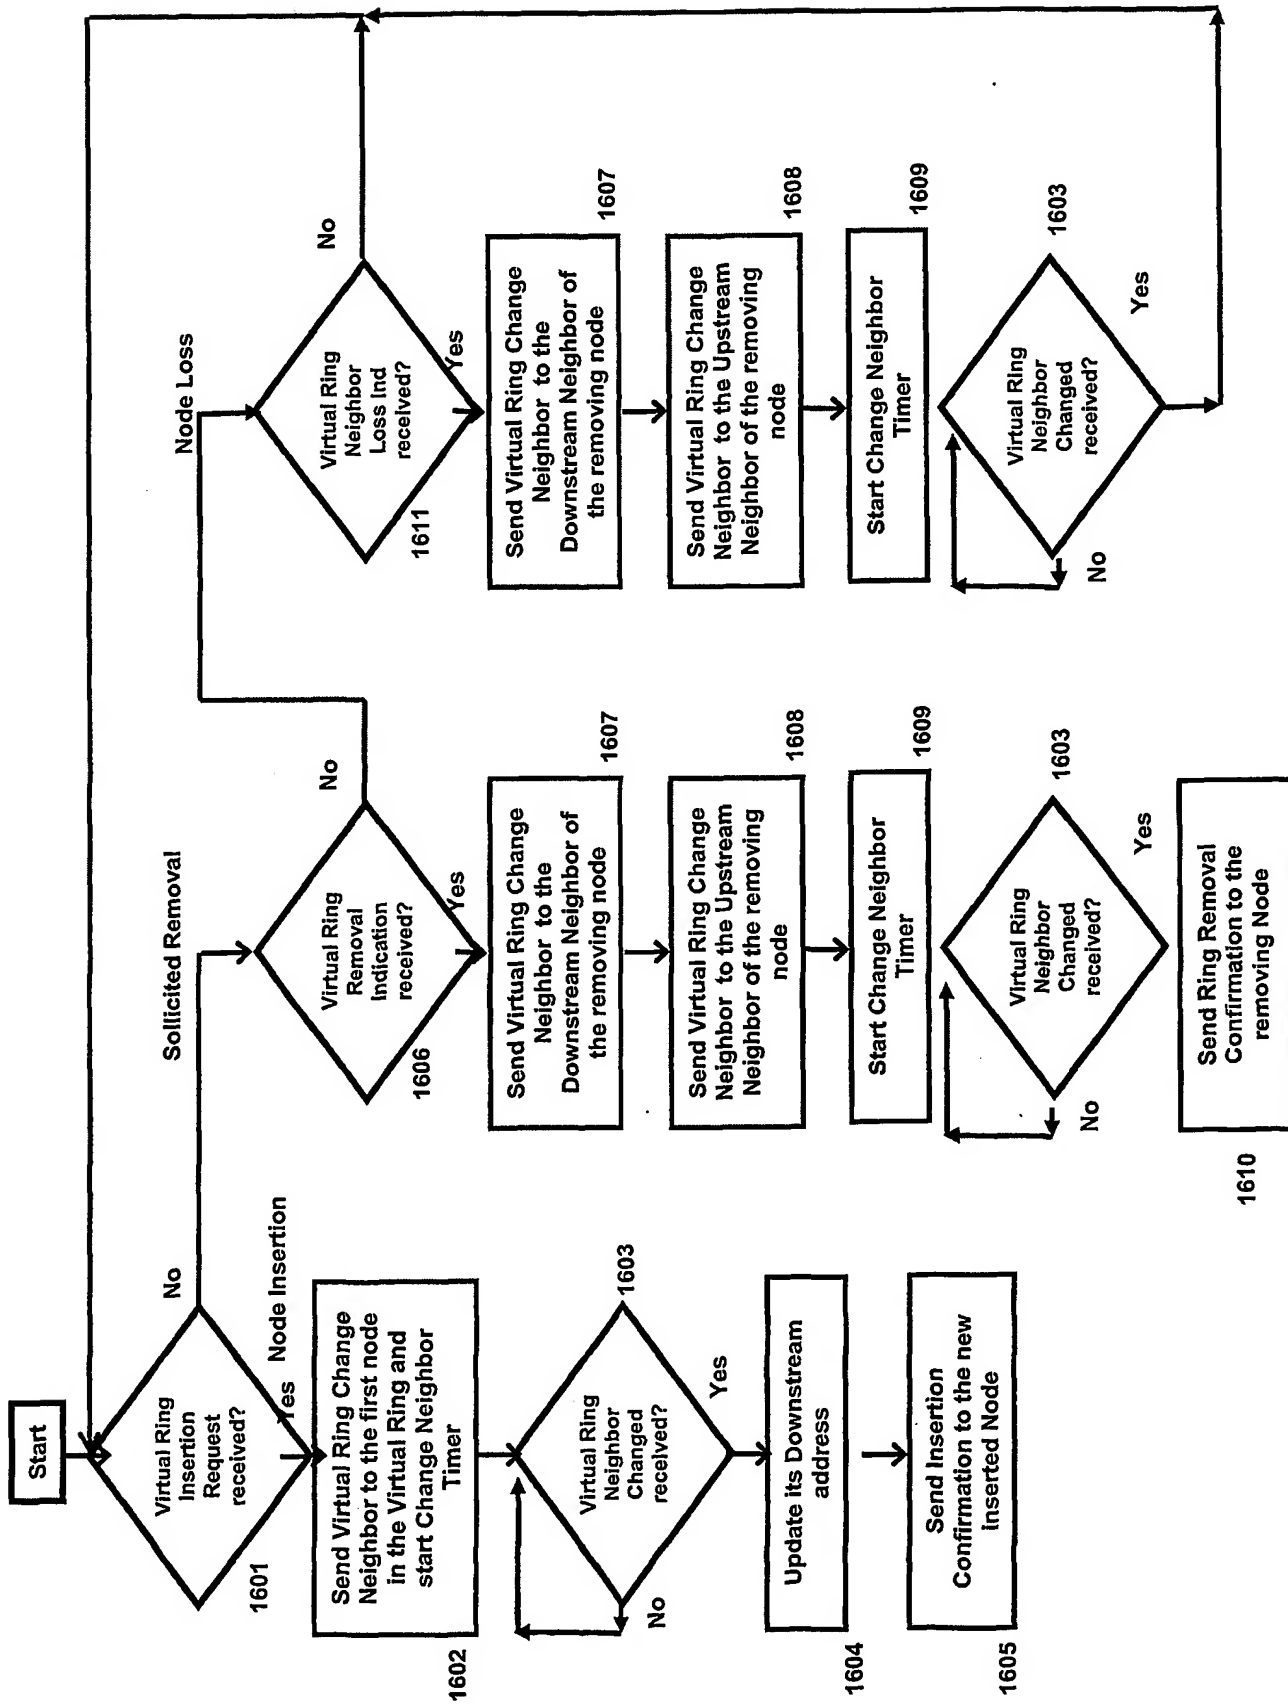 Start
Virtual Ring
Insertion
Request
received?
1601
No
Yes
Node Insertion
Send Virtual Ring Change
Neighbor to the first node
in the Virtual Ring and
start Change Neighbor
Timer
1602
Virtual Ring
Neighbor
Changed
received?
1603
No
Yes
Update its Downstream
address
1604
Send Insertion
Confirmation to the new
inserted Node
1605
Sollicited Removal
Virtual Ring
Removal
Indication
received?
1606
No
Yes
Send Virtual Ring Change
Neighbor to the
Downstream Neighbor of
the removing node
1607
Send Virtual Ring Change
Neighbor to the Upstream
Neighbor of the removing
node
1608
Start Change Neighbor
Timer
1609
Virtual Ring
Neighbor
Changed
received?
1603
No
Yes
Send Ring Removal
Confirmation to the
removing Node
1610
Node Loss
Virtual Ring
Neighbor
Loss Ind
received?
1611
No
Yes
Send Virtual Ring Change
Neighbor to the
Downstream Neighbor of
the removing node
1607
Send Virtual Ring Change
Neighbor to the Upstream
Neighbor of the removing
node
1608
Start Change Neighbor
Timer
1609
Virtual Ring
Neighbor
Changed
received?
1603
No
Yes